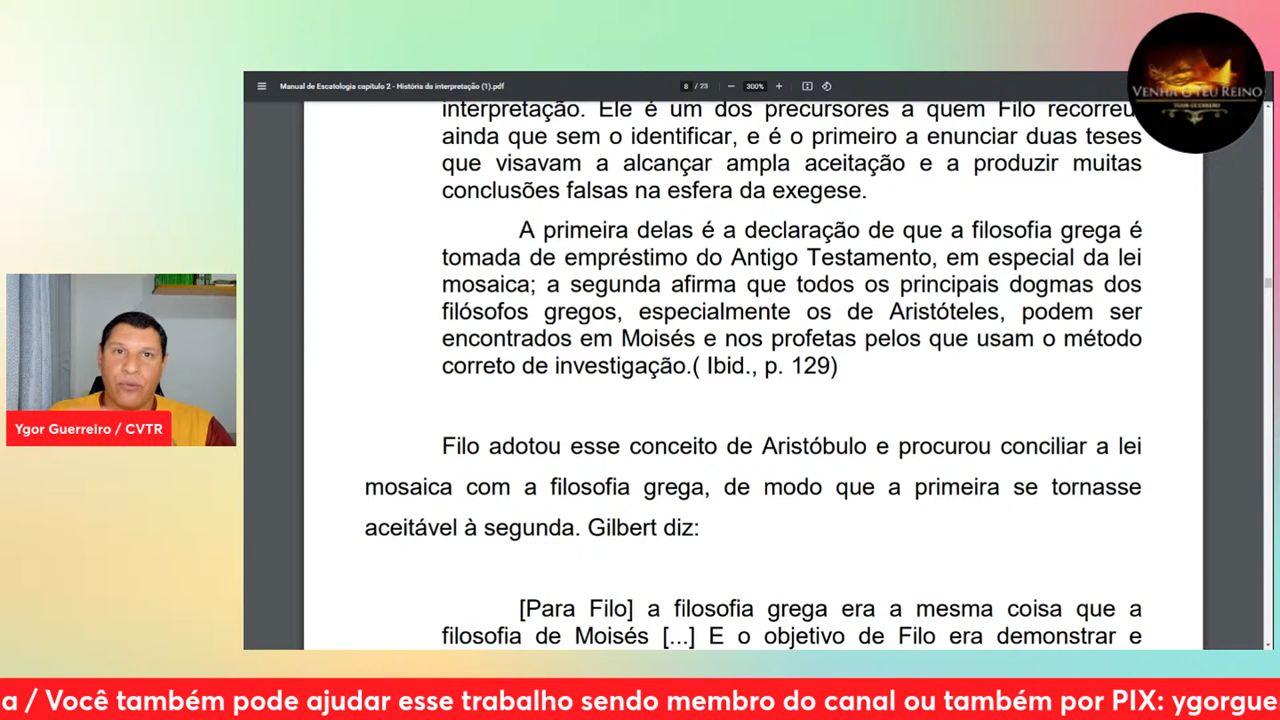 VENHA O TEU REINO
YGOR GUERREIRO
Manual de Escatologia capítulo 2 - História da interpretação (1).pdf
8 / 23
300%
interpretação. Ele é um dos precursores a quem Filo recorreu,
ainda que sem o identificar, e é o primeiro a enunciar duas teses
que visavam a alcançar ampla aceitação e a produzir muitas
conclusões falsas na esfera da exegese.
A primeira delas é a declaração de que a filosofia grega é
tomada de empréstimo do Antigo Testamento, em especial da lei
mosaica; a segunda afirma que todos os principais dogmas dos
filósofos gregos, especialmente os de Aristóteles, podem ser
encontrados em Moisés e nos profetas pelos que usam o método
correto de investigação.( Ibid., p. 129)
Filo adotou esse conceito de Aristóbulo e procurou conciliar a lei
mosaica com a filosofia grega, de modo que a primeira se tornasse
aceitável à segunda. Gilbert diz:
[Para Filo] a filosofia grega era a mesma coisa que a
filosofia de Moisés [...] E o objetivo de Filo era demonstrar e
Ygor Guerreiro / CVTR
a / Você também pode ajudar esse trabalho sendo membro do canal ou também por PIX: ygorgue